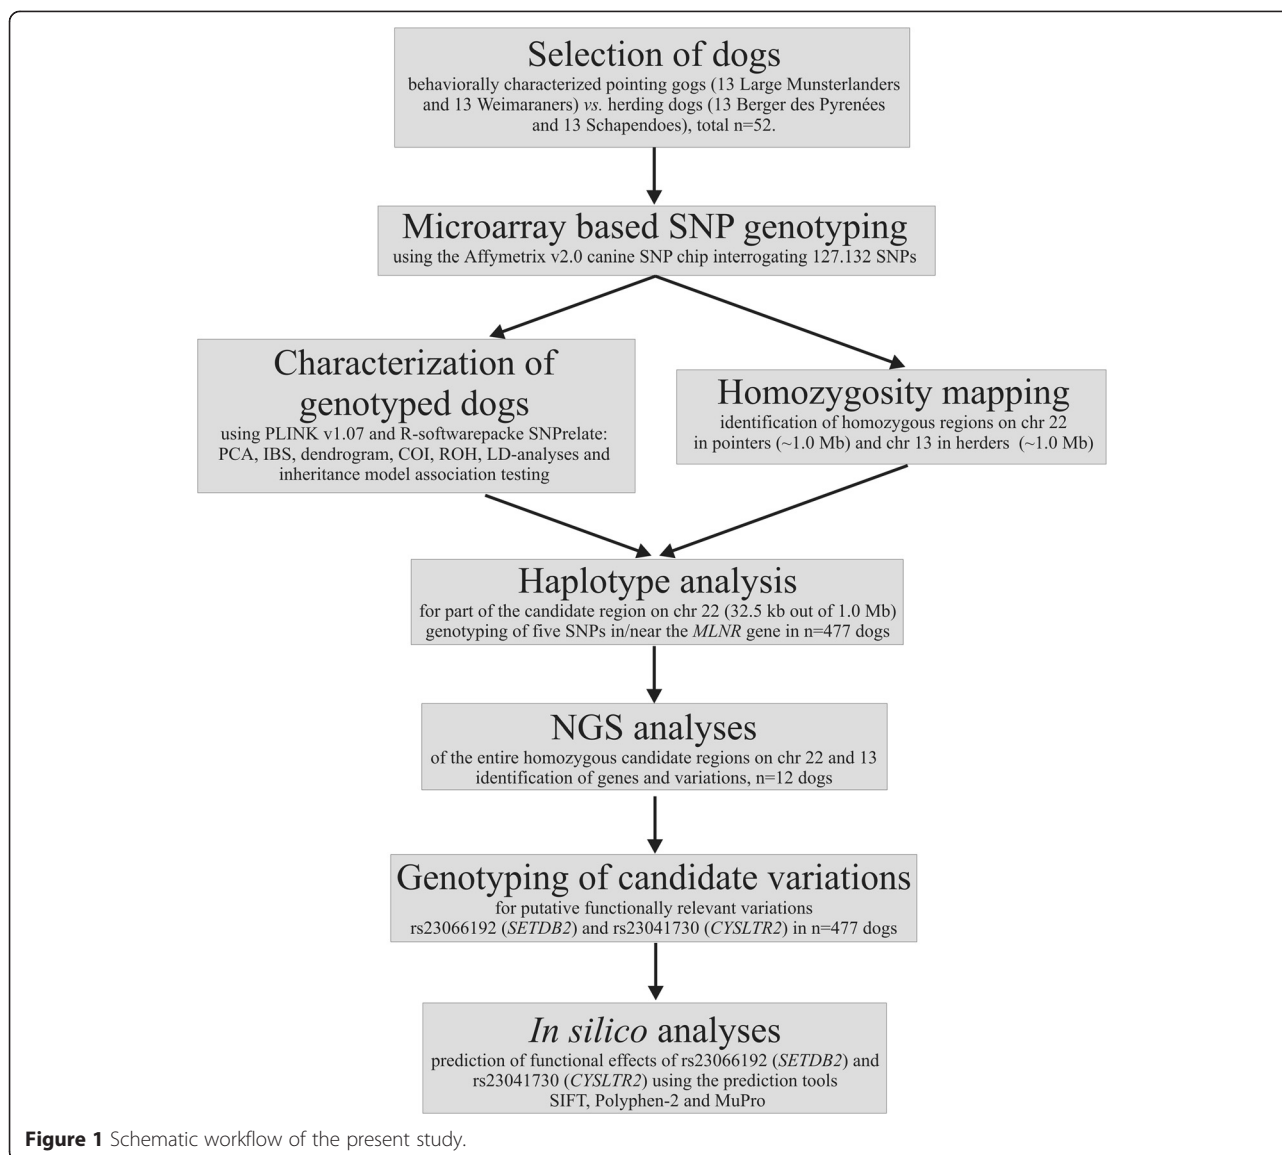 Selection of dogs
behaviorally characterized pointing gogs (13 Large Munsterlanders
and 13 Weimaraners) vs. herding dogs (13 Berger des Pyrenées
and 13 Schapendoes), total n=52.
Microarray based SNP genotyping
using the Affymetrix v2.0 canine SNP chip interrogating 127.132 SNPs
Characterization of
genotyped dogs
using PLINK v1.07 and R-softwarepacke SNPrelate:
PCA, IBS, dendrogram, COI, ROH, LD-analyses and
inheritance model association testing
Homozygosity mapping
identification of homozygous regions on chr 22
in pointers (~1.0 Mb) and chr 13 in herders (~1.0 Mb)
Haplotype analysis
for part of the candidate region on chr 22 (32.5 kb out of 1.0 Mb)
genotyping of five SNPs in/near the MLNR gene in n=477 dogs
NGS analyses
of the entire homozygous candidate regions on chr 22 and 13
identification of genes and variations, n=12 dogs
Genotyping of candidate variations
for putative functionally relevant variations
rs23066192 (SETDB2) and rs23041730 (CYSLTR2) in n=477 dogs
In silico analyses
prediction of functional effects of rs23066192 (SETDB2) and
rs23041730 (CYSLTR2) using the prediction tools
SIFT, Polyphen-2 and MuPro
Figure 1 Schematic workflow of the present study.